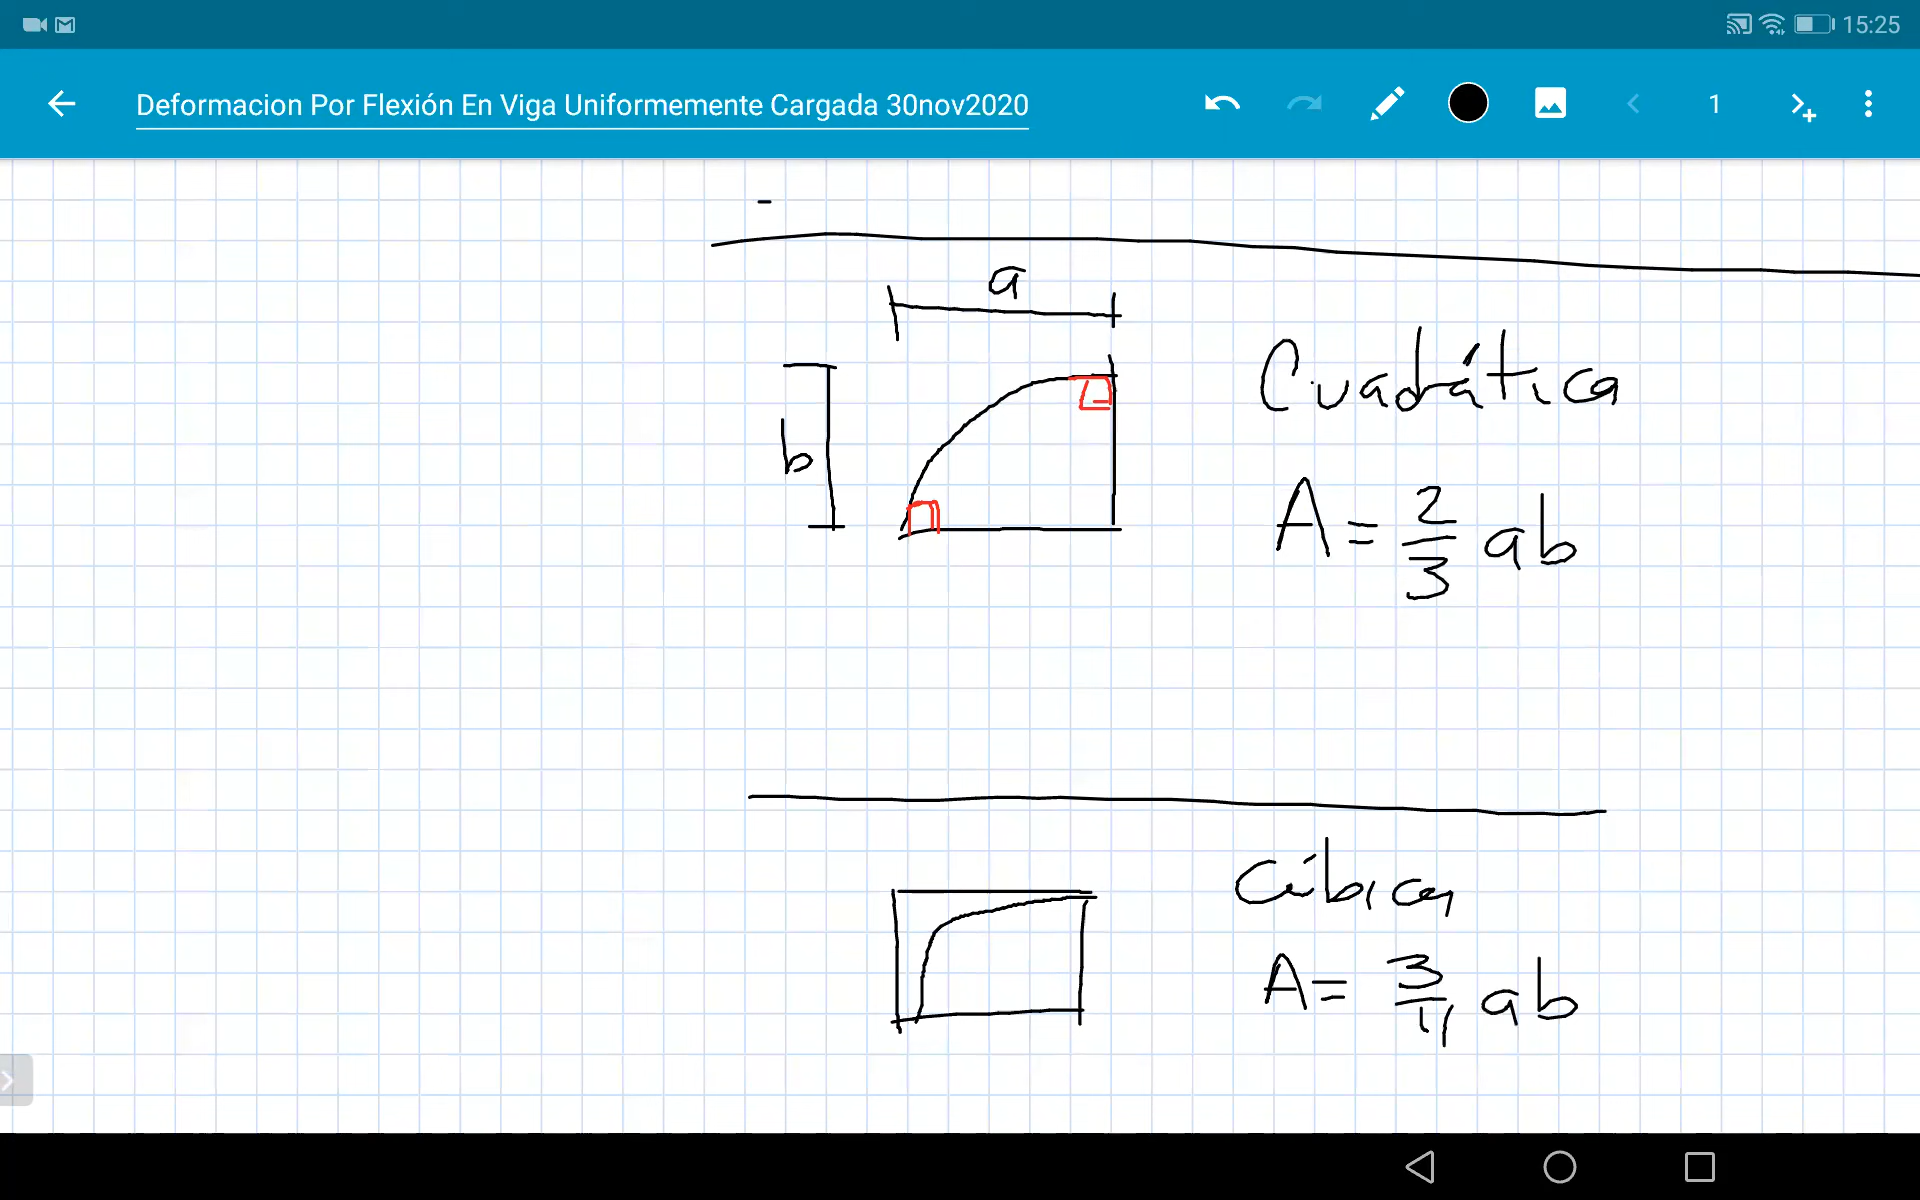 15:25
Deformacion Por Flexión En Viga Uniformemente Cargada 30nov2020
1
a
b
Cuadrática
A = 2/3 ab
Cúbica
A = 3/4 ab